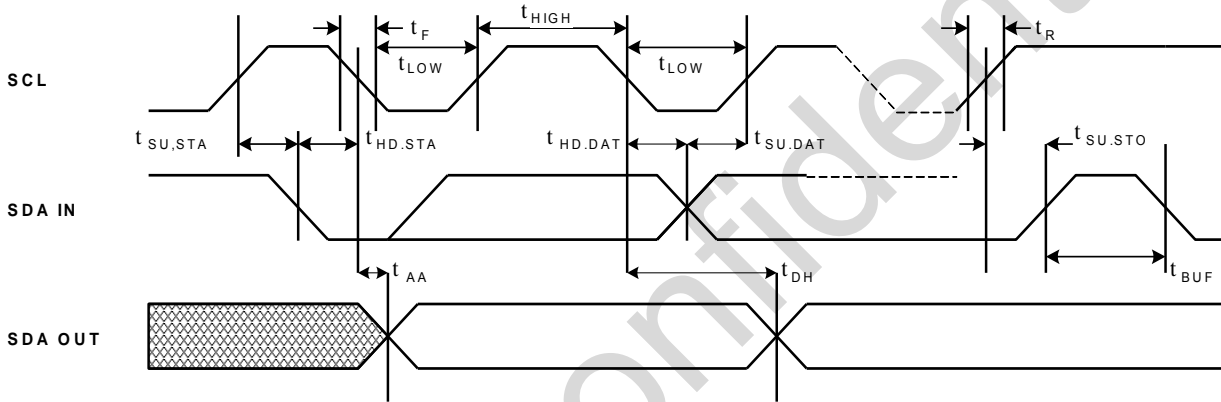 t HIGH
t F
t R
t LOW
t LOW
SCL
t SU,STA
t HD.STA
t HD.DAT
t SU.DAT
t SU.STO
SDA IN
t AA
t DH
t BUF
SDA OUT
onfident